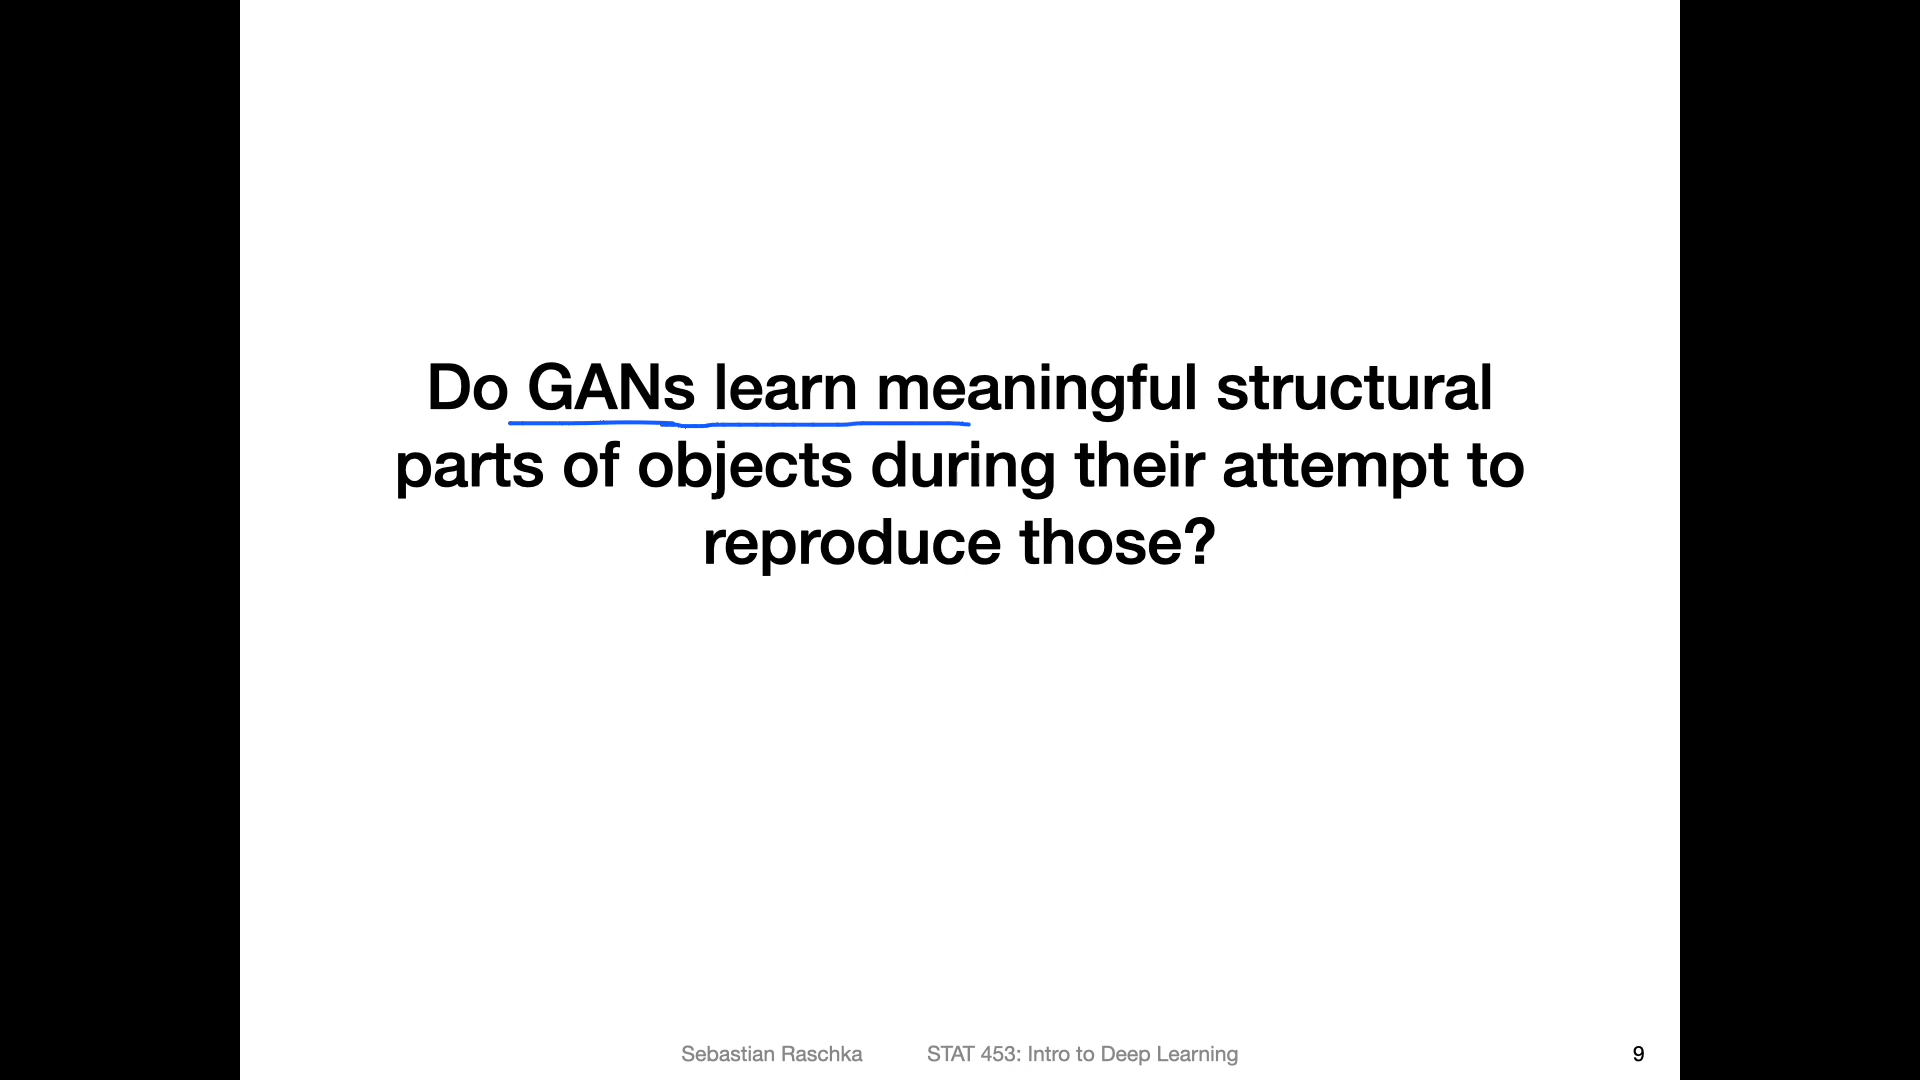 Do GANs learn meaningful structural
parts of objects during their attempt to
reproduce those?
Sebastian Raschka STAT 453: Intro to Deep Learning 9